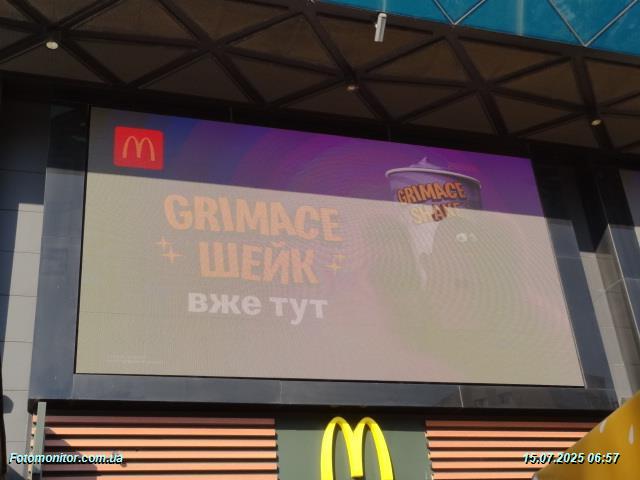 GRIMACE
ШЕЙК
вже тут
GRIMACE
SHAKE
Fotomonitor.com.ua
15.07.2025 06:57